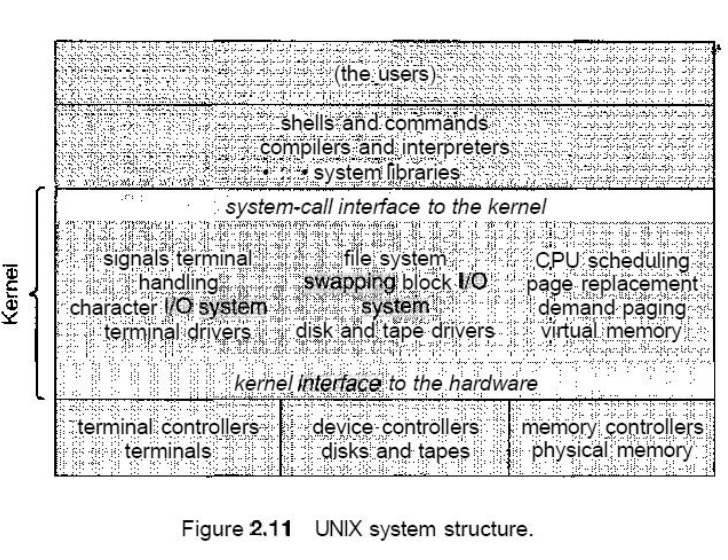 (the users)
shells and commands
compilers and interpreters
system libraries
system-call interface to the kernel
signals terminal
handling
character I/O system
terminal drivers
file system
swapping block I/O
system
disk and tape drivers
CPU scheduling
page replacement
demand paging
virtual memory
kernel interface to the hardware
terminal controllers
terminals
device controllers
disks and tapes
memory controllers
physical memory
Kernel
Figure 2.11 UNIX system structure.